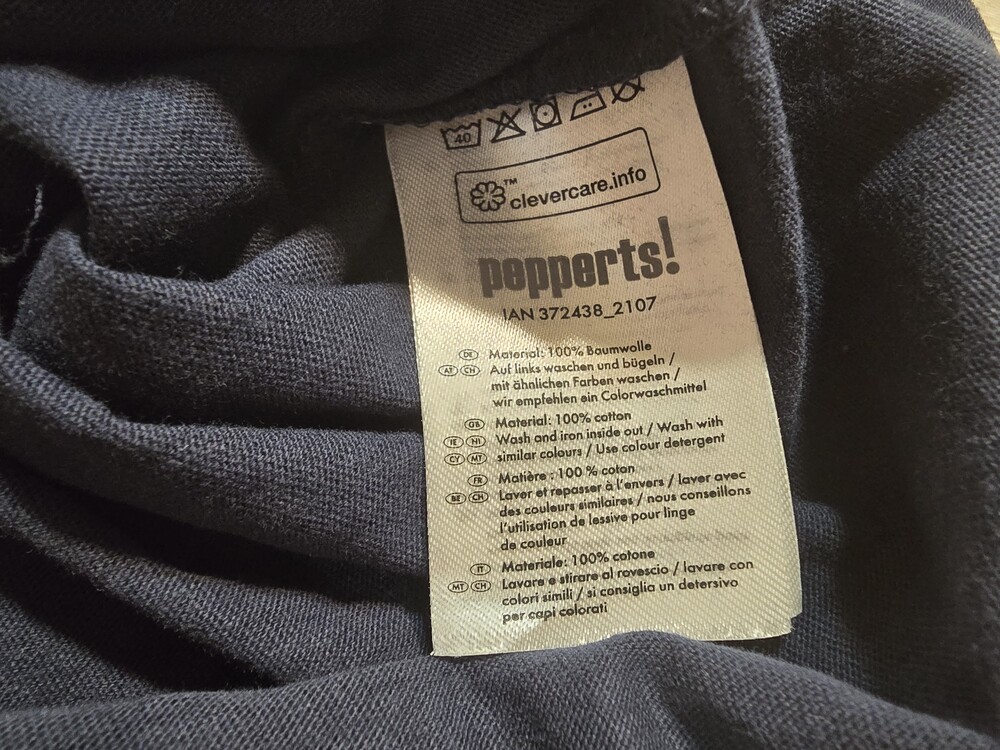 40
™ clevercare.info
pepperts!
IAN 372438_2107
DE Material: 100% Baumwolle
AT CH Auf links waschen und bügeln /
mit ähnlichen Farben waschen /
wir empfehlen ein Colorwaschmittel
GB Material: 100% cotton
IE NI Wash and iron inside out / Wash with
CY MT similar colours / Use colour detergent
FR Matière : 100 % coton
BE CH Laver et repasser à l'envers / laver avec
des couleurs similaires / nous conseillons
l'utilisation de lessive pour linge
de couleur
IT Materiale: 100% cotone
MT CH Lavare e stirare al rovescio / lavare con
colori simili / si consiglia un detersivo
per capi colorati